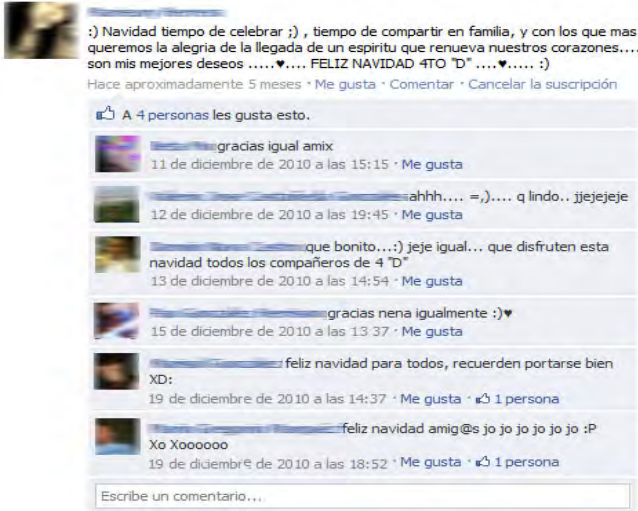 :) Navidad tiempo de celebrar ;) , tiempo de compartir en familia, y con los que mas
queremos la alegria de la llegada de un espiritu que renueva nuestros corazones....
son mis mejores deseos .....♥.... FELIZ NAVIDAD 4TO "D" ....♥..... :)
Hace aproximadamente 5 meses · Me gusta · Comentar · Cancelar la suscripción
A 4 personas les gusta esto.
gracias igual amix
11 de diciembre de 2010 a las 15:15 · Me gusta
ahhh.... =,).... q lindo.. jjejejeje
12 de diciembre de 2010 a las 19:45 · Me gusta
que bonito...:) jeje igual... que disfruten esta
navidad todos los compañeros de 4 "D"
13 de diciembre de 2010 a las 14:54 · Me gusta
gracias nena igualmente :)♥
15 de diciembre de 2010 a las 13 37 · Me gusta
feliz navidad para todos, recuerden portarse bien
XD:
19 de diciembre de 2010 a las 14:37 · Me gusta · 1 persona
feliz navidad amig@s jo jo jo jo jo jo :P
Xo Xoooooo
19 de diciembre de 2010 a las 18:52 · Me gusta · 1 persona
Escribe un comentario...